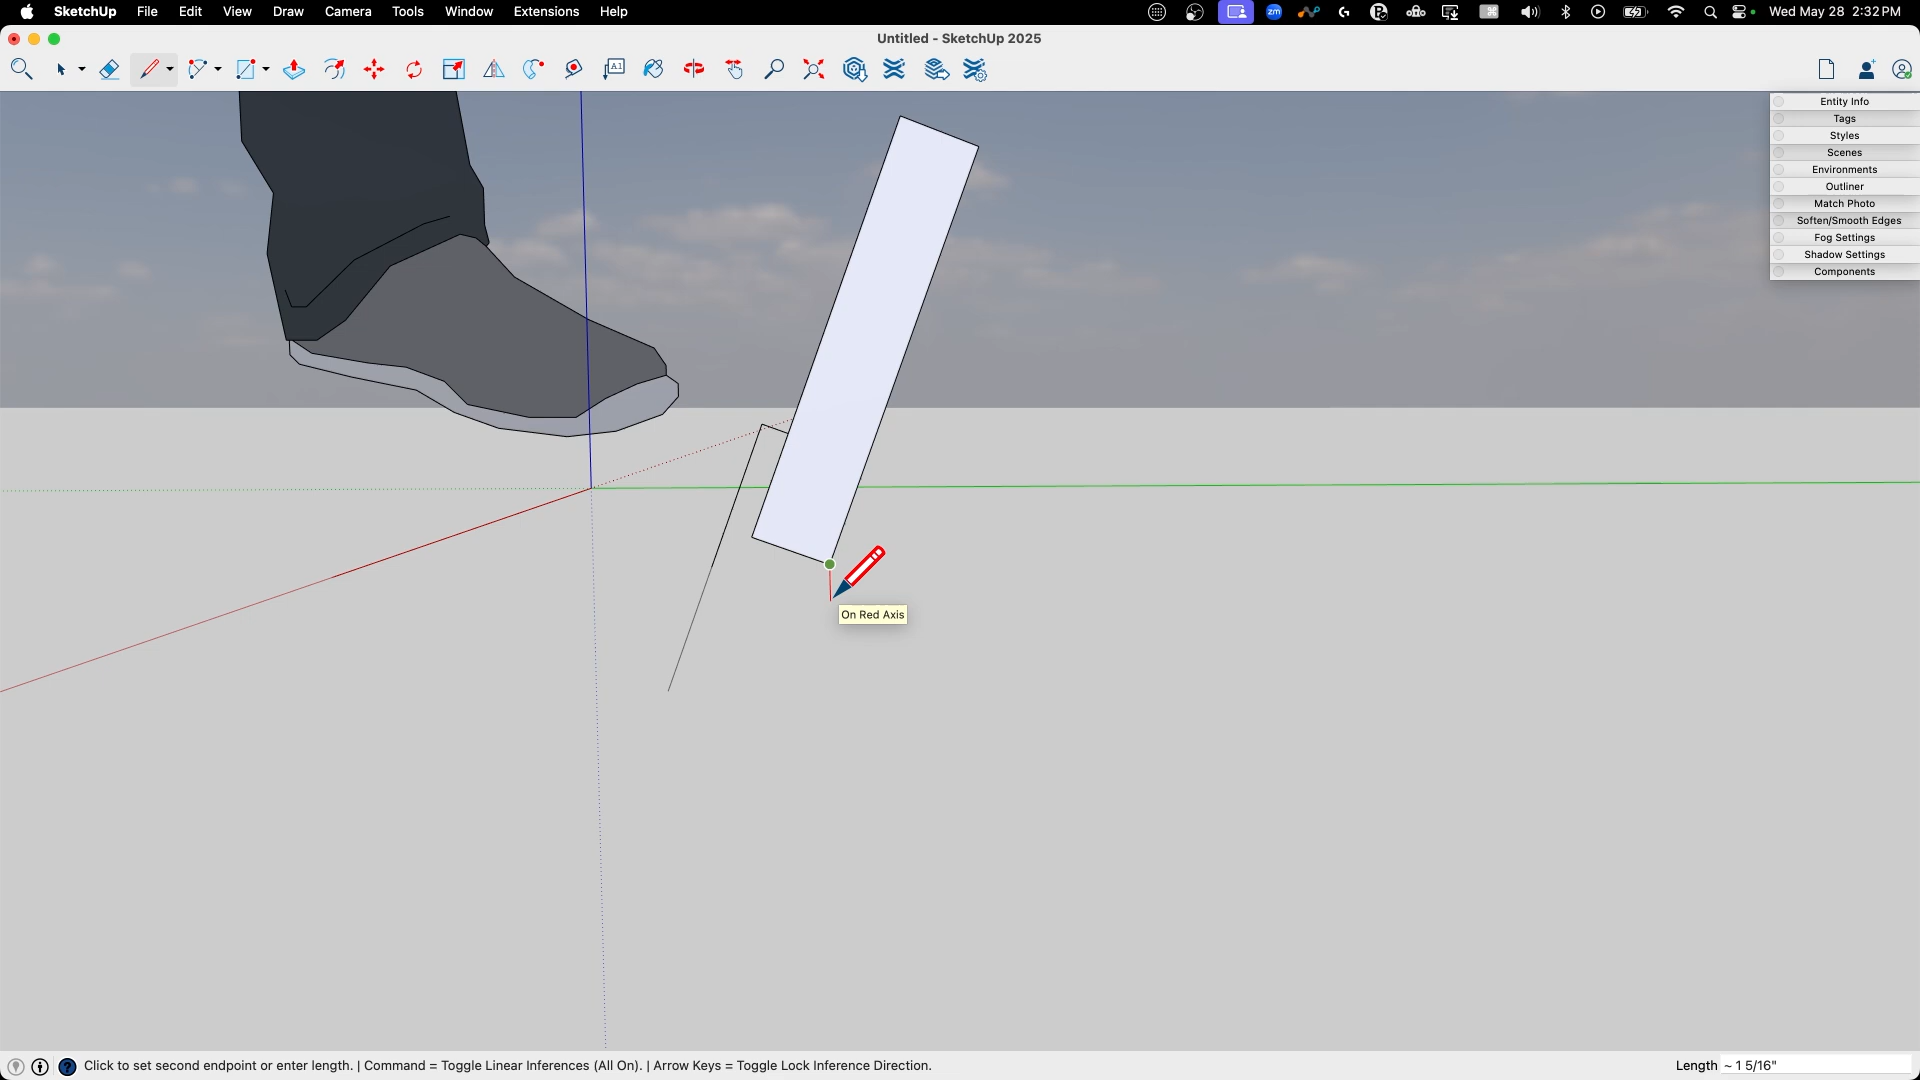 SketchUp File Edit View Draw Camera Tools Window Extensions Help zm Wed May 28 2:32 PM
Untitled - SketchUp 2025
A1
Entity Info
Tags
Styles
Scenes
Environments
Outliner
Match Photo
Soften/Smooth Edges
Fog Settings
Shadow Settings
Components
On Red Axis
Click to set second endpoint or enter length. | Command = Toggle Linear Inferences (All On). | Arrow Keys = Toggle Lock Inference Direction. Length ~ 1 5/16"